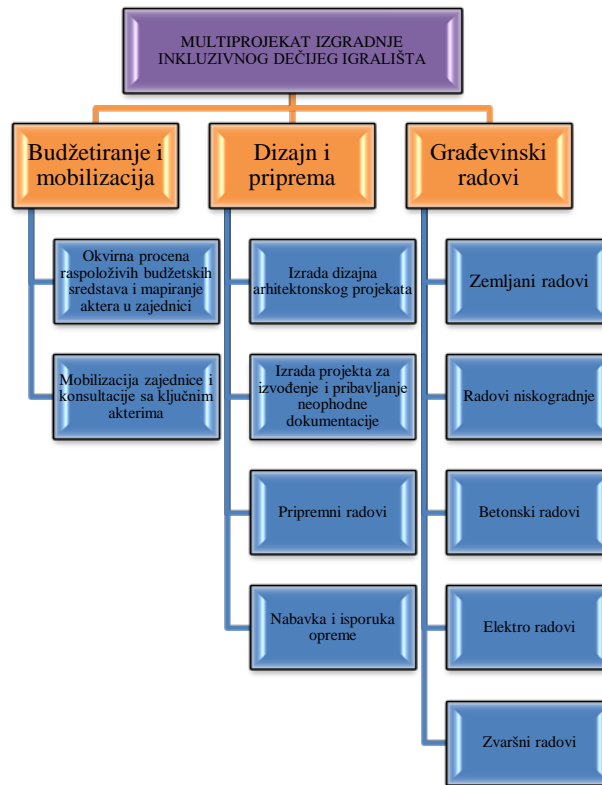 MULTIPROJEKAT IZGRADNJE
INKLUZIVNOG DEČIJEG IGRALIŠTA
Budžetiranje i
mobilizacija
Okvirna procena
raspoloživih budžetskih
sredstava i mapiranje
aktera u zajednici
Mobilizacija zajednice i
konsultacije sa ključnim
akterima
Dizajn i
priprema
Izrada dizajna
arhitektonskog projekata
Izrada projekta za
izvođenje i pribavljanje
neophodne
dokumentacije
Pripremni radovi
Nabavka i isporuka
opreme
Građevinski
radovi
Zemljani radovi
Radovi niskogradnje
Betonski radovi
Elektro radovi
Zvaršni radovi